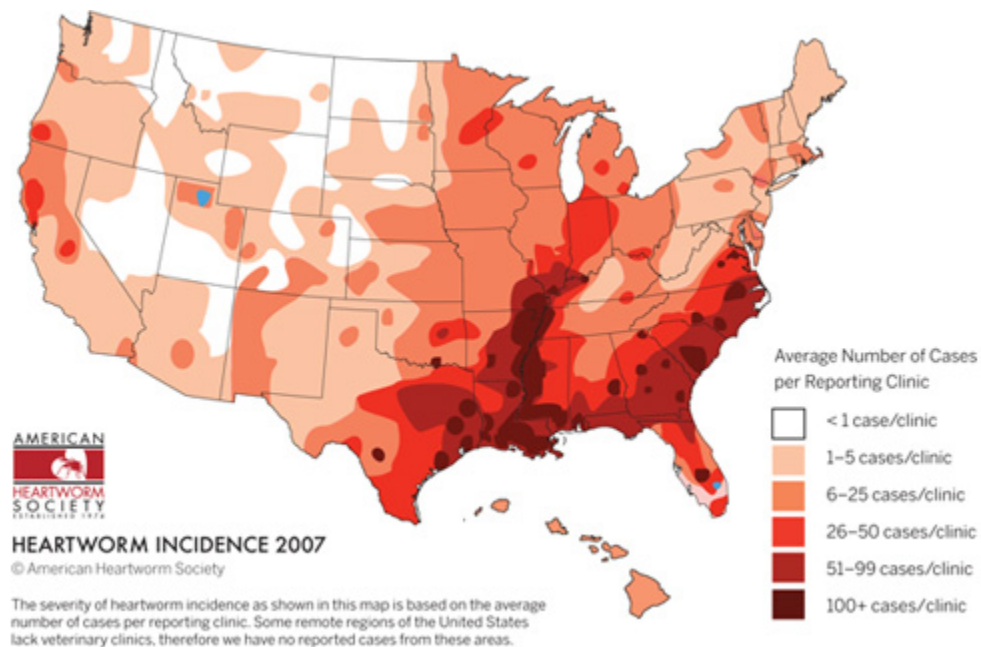 Average Number of Cases
per Reporting Clinic
< 1 case/clinic
1–5 cases/clinic
6–25 cases/clinic
26–50 cases/clinic
51–99 cases/clinic
100+ cases/clinic
AMERICAN
HEARTWORM
SOCIETY
ESTABLISHED 1974
HEARTWORM INCIDENCE 2007
© American Heartworm Society
The severity of heartworm incidence as shown in this map is based on the average
number of cases per reporting clinic. Some remote regions of the United States
lack veterinary clinics, therefore we have no reported cases from these areas.